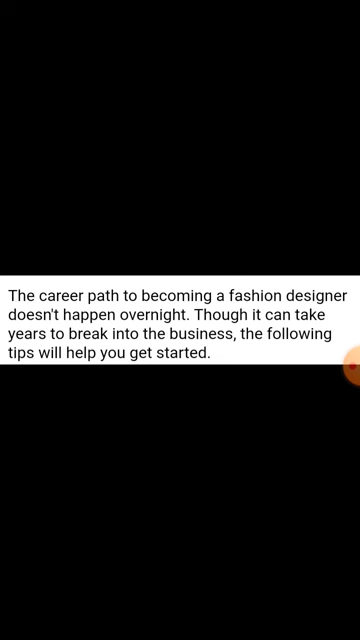 The career path to becoming a fashion designer
doesn't happen overnight. Though it can take
years to break into the business, the following
tips will help you get started.